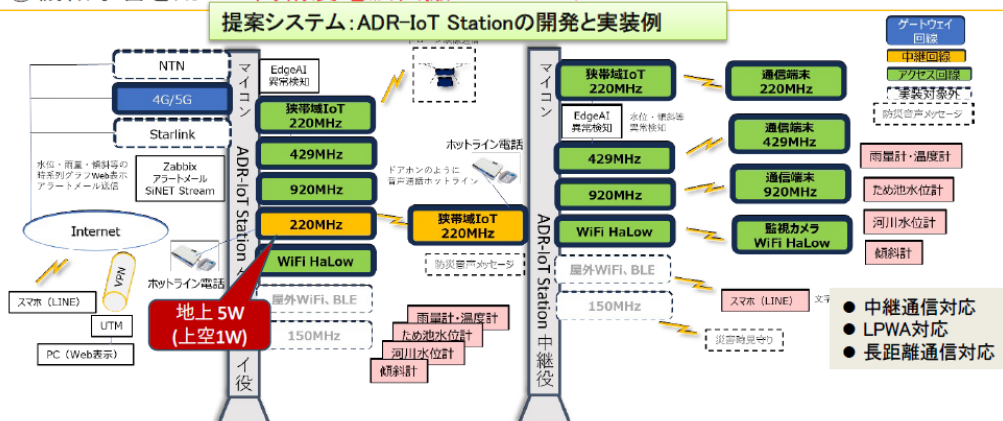 提案システム：ADR-IoT Stationの開発と実装例
ゲートウェイ
回線
中継回線
アクセス回線
実装対象外
防災音声メッセージ
NTN
4G/5G
Starlink
水位・雨量・傾斜等の
時系列グラフWeb表示
アラートメール送信
Zabbix
アラートメール
SiNET Stream
Internet
VPN
スマホ（LINE）
UTM
PC（Web表示）
ホットライン電話
マイコン
ADR-IoT Station
イ役
EdgeAI
異常検知
狭帯域IoT
220MHz
429MHz
920MHz
220MHz
WiFi HaLow
屋外WiFi、BLE
150MHz
地上 5W
(上空1W)
雨量計・温度計
ため池水位計
河川水位計
傾斜計
ホットライン電話
ドアホンのように
音声通話ホットライン
狭帯域IoT
220MHz
防災音声メッセージ
マイコン
ADR-IoT Station 中継役
狭帯域IoT
220MHz
EdgeAI
異常検知
水位・傾斜等
異常検知
429MHz
920MHz
WiFi HaLow
屋外WiFi、BLE
150MHz
通信端末
220MHz
通信端末
429MHz
通信端末
920MHz
監視カメラ
WiFi HaLow
スマホ（LINE）
文字
災害時見守り
雨量計・温度計
ため池水位計
河川水位計
傾斜計
● 中継通信対応
● LPWA対応
● 長距離通信対応